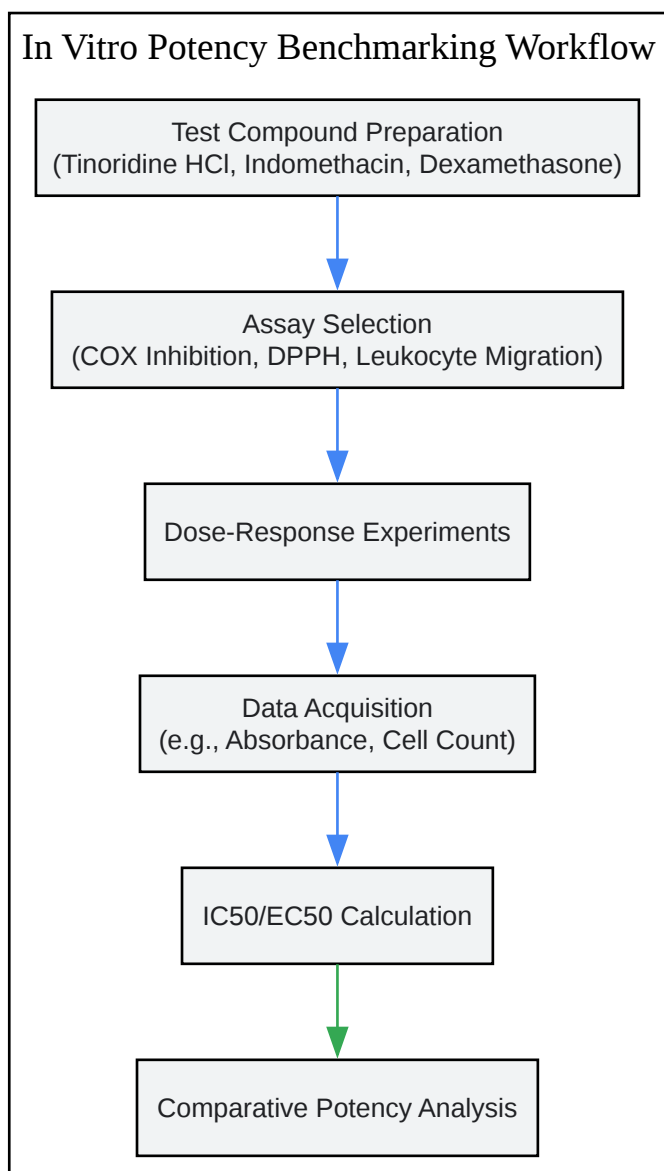 In Vitro Potency Benchmarking Workflow
Test Compound Preparation
(Tinoridine HCl, Indomethacin, Dexamethasone)
Assay Selection
(COX Inhibition, DPPH, Leukocyte Migration)
Dose-Response Experiments
Data Acquisition
(e.g., Absorbance, Cell Count)
IC50/EC50 Calculation
Comparative Potency Analysis